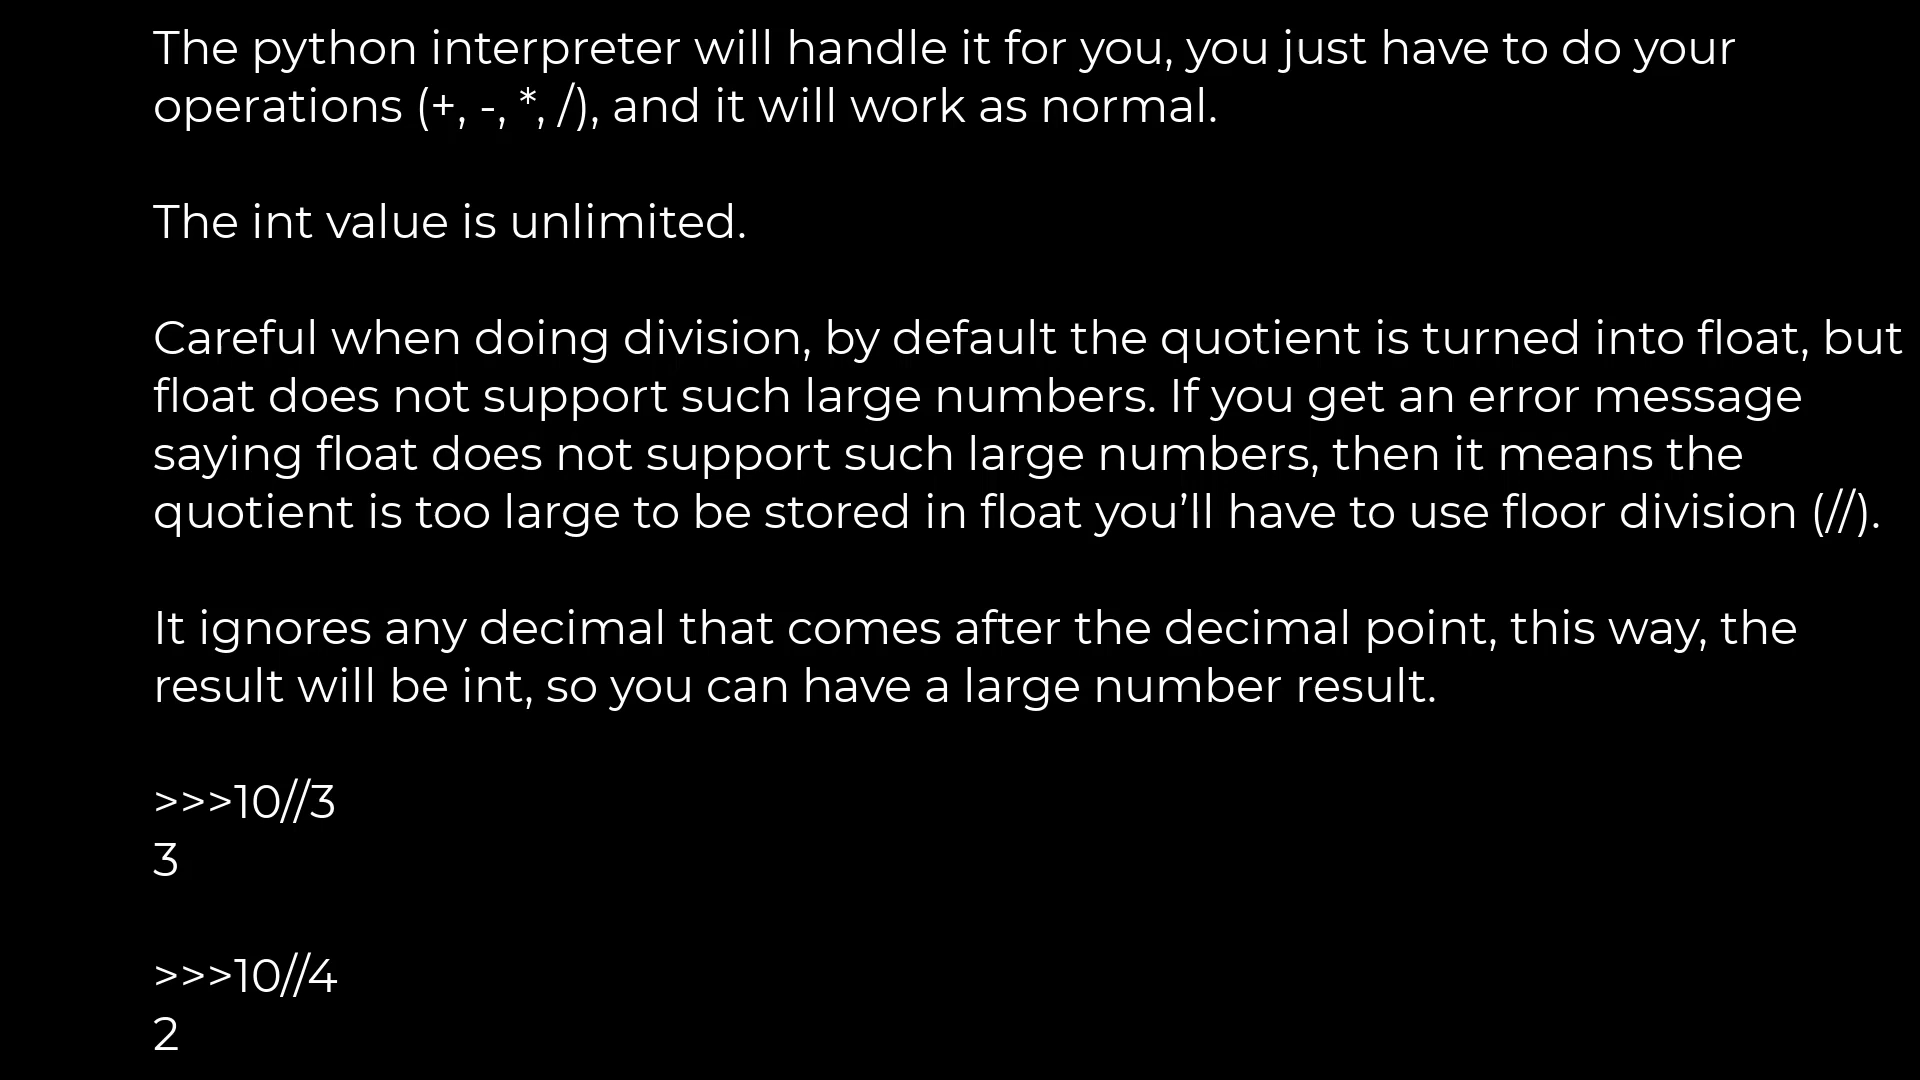 The python interpreter will handle it for you, you just have to do your
operations (+, -, *, /), and it will work as normal.
The int value is unlimited.
Careful when doing division, by default the quotient is turned into float, but
float does not support such large numbers. If you get an error message
saying float does not support such large numbers, then it means the
quotient is too large to be stored in float you’ll have to use floor division (//).
It ignores any decimal that comes after the decimal point, this way, the
result will be int, so you can have a large number result.
>>>10//3
3
>>>10//4
2